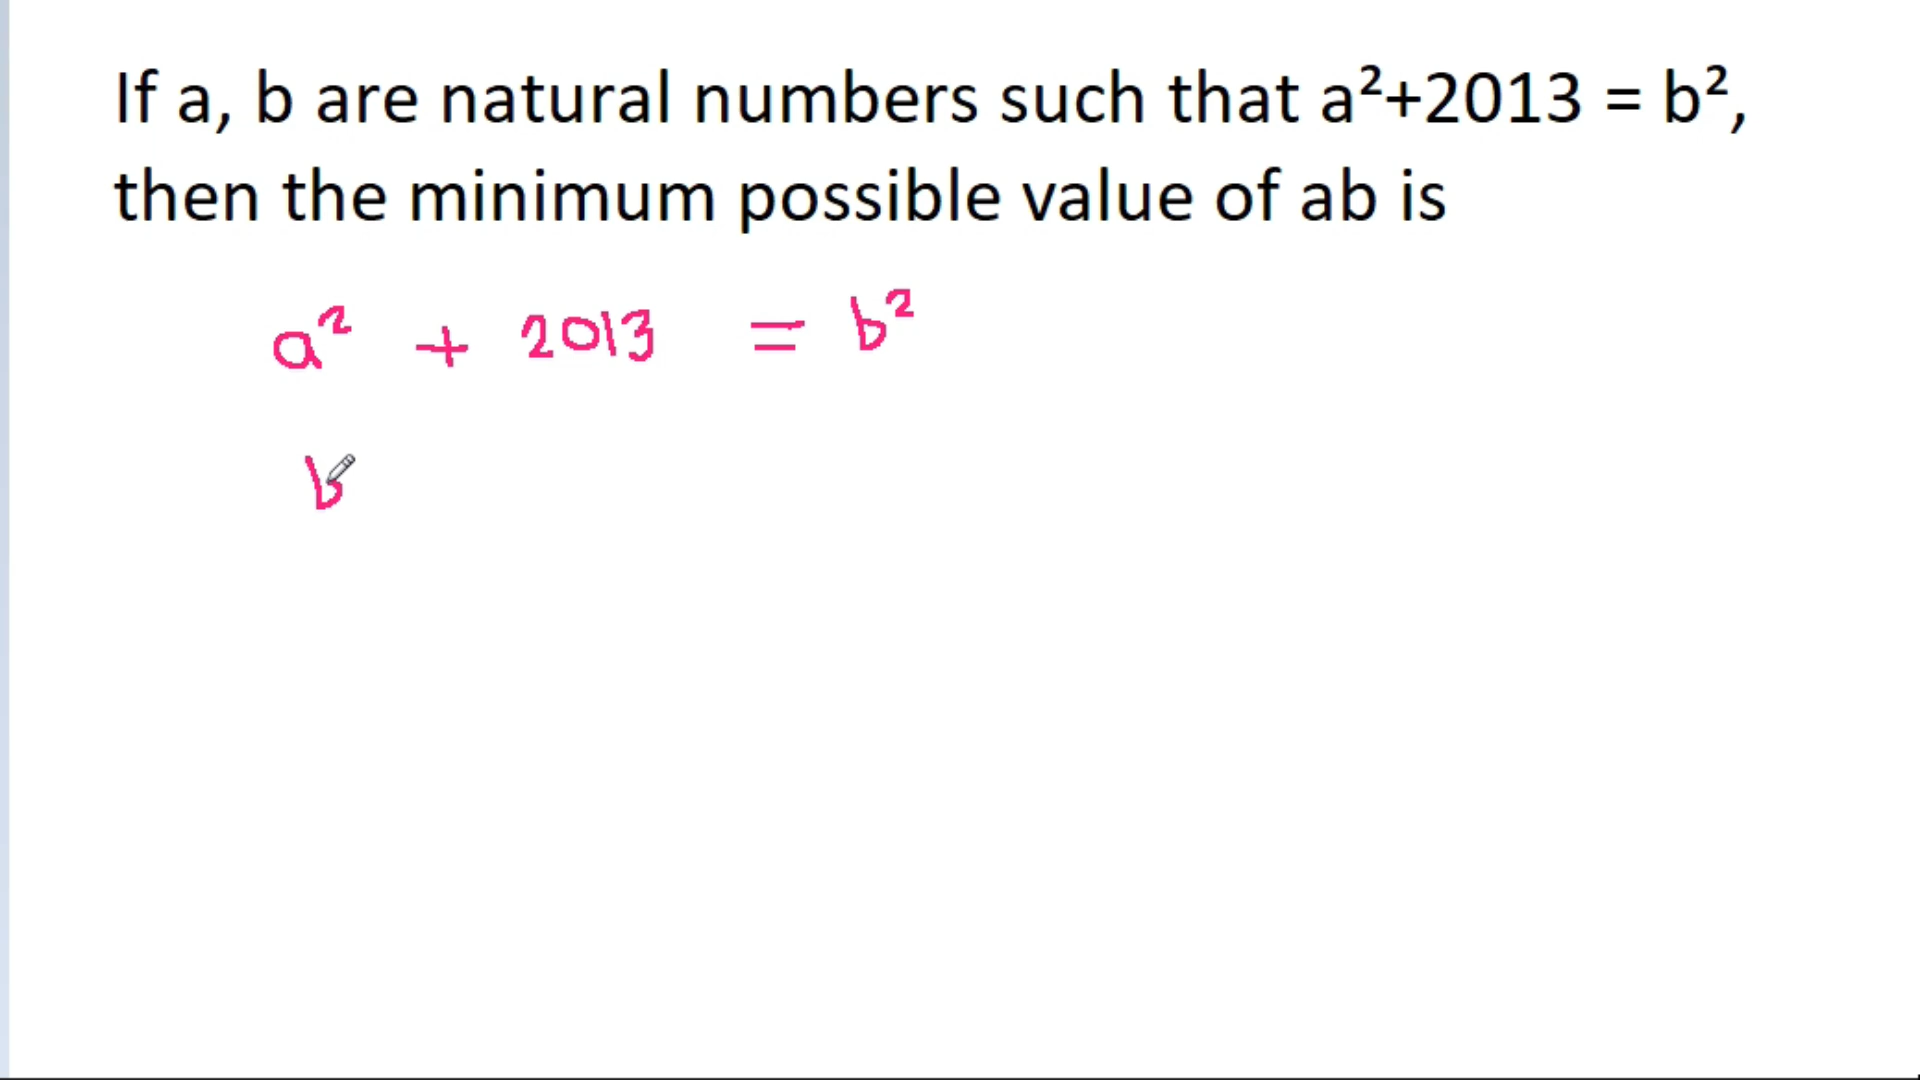 If a, b are natural numbers such that a²+2013 = b²,
then the minimum possible value of ab is
a² + 2013 = b²
b